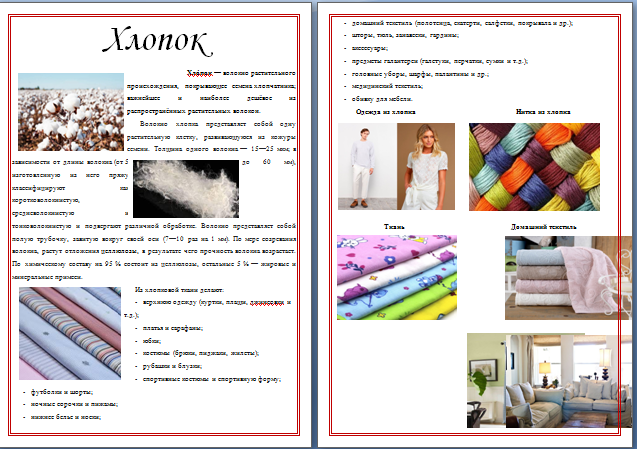 Хлопок
Хлопок — волокно растительного
происхождения, покрывающее семена хлопчатника;
важнейшее и наиболее дешёвое из
распространённых растительных волокон.
Волокно хлопка представляет собой одну
растительную клетку, развивающуюся из кожуры
семени. Толщина одного волокна — 15—25 мкм; в
зависимости от длины волокна (от 5 до 60 мм),
изготовленную из него пряжу
классифицируют как
коротковолокнистую,
средневолокнистую и
тонковолокнистую и подвергают различной обработке. Волокно представляет собой
полую трубочку, завитую вокруг своей оси (7—10 раз на 1 мм). По мере созревания
волокна, растут отложения целлюлозы, в результате чего прочность волокна возрастает.
По химическому составу на 95 % состоит из целлюлозы, остальные 5 % — жировые и
минеральные примеси.
Из хлопковой ткани делают:
- верхнюю одежду (куртки, плащи, джинсовки и
т.д.);
- платья и сарафаны;
- юбки;
- костюмы (брюки, пиджаки, жилеты);
- рубашки и блузки;
- спортивные костюмы и спортивную форму;
- футболки и шорты;
- ночные сорочки и пижамы;
- нижнее белье и носки;
- домашний текстиль (полотенца, скатерти, салфетки, покрывала и др.);
- шторы, тюль, занавески, гардины;
- аксессуары;
- предметы галантереи (галстуки, перчатки, сумки и т.д.);
- головные уборы, шарфы, палантины и др.;
- медицинский текстиль;
- обивку для мебели.
Одежда из хлопка Нитки из хлопка
Ткань Домашний текстиль